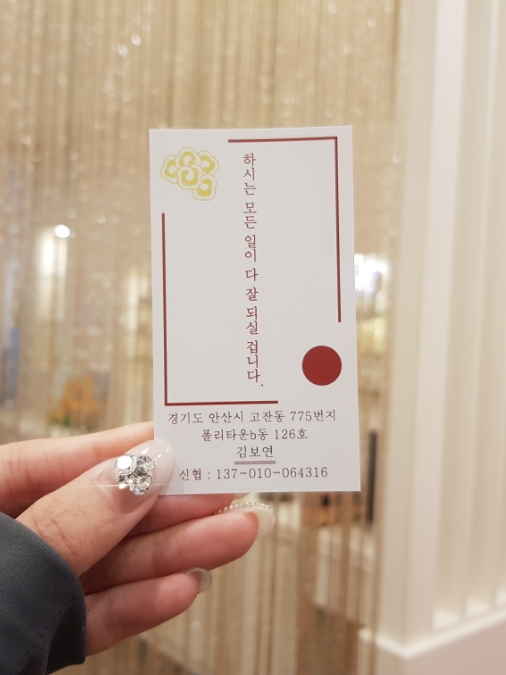 하시는 모든 일이 다 잘 되실 겁니다.
경기도 안산시 고잔동 775번지
폴리타운b동 126호
김보연
신협 : 137-010-064316